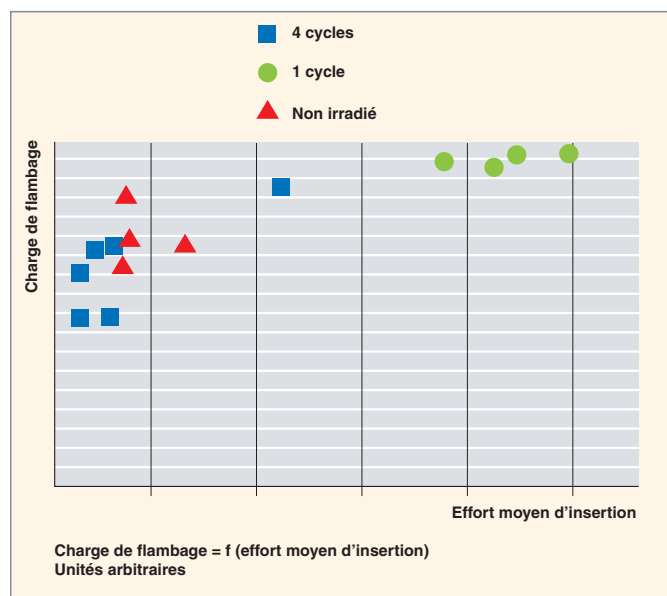 4 cycles
1 cycle
Non irradié
Charge de flambage
Effort moyen d'insertion
Charge de flambage = f (effort moyen d'insertion)
Unités arbitraires